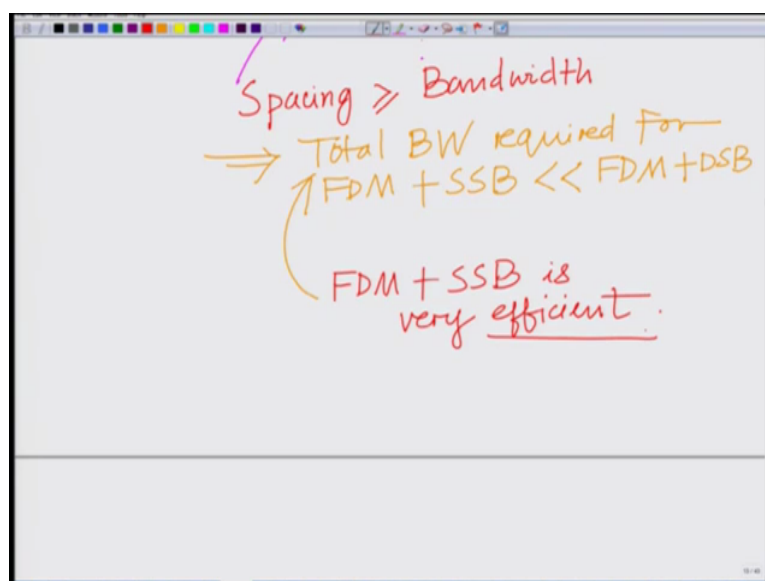 Spacing ≥ Bandwidth
⇒ Total BW required for
FDM + SSB << FDM+DSB
FDM + SSB is
very efficient.